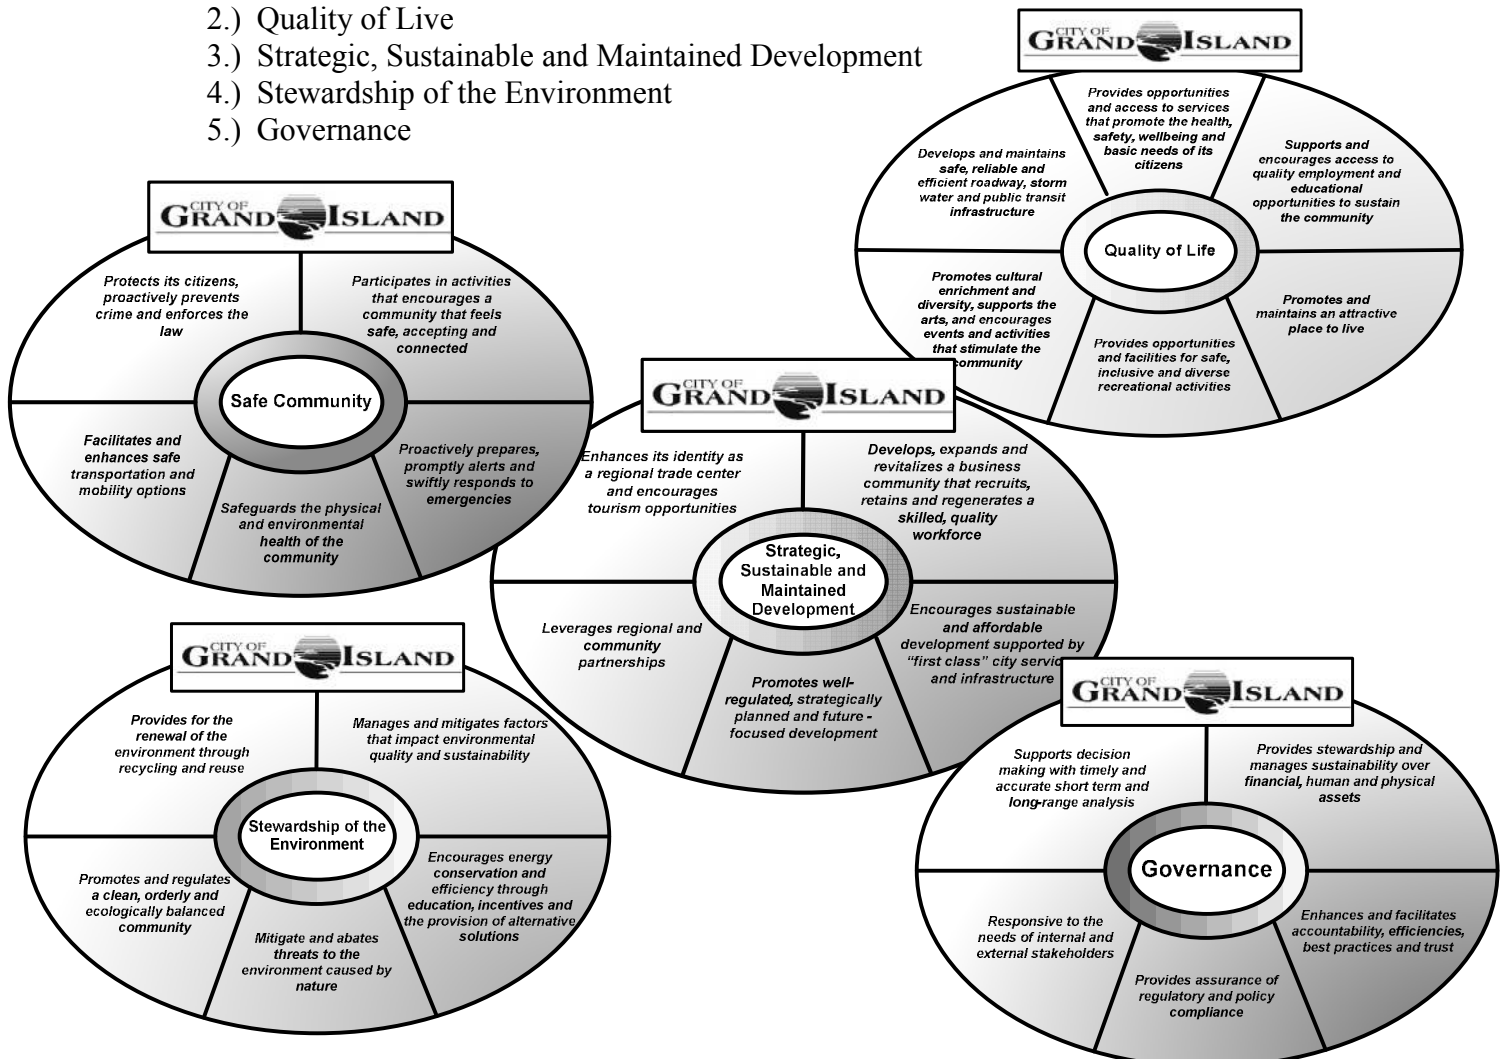 2.) Quality of Live
3.) Strategic, Sustainable and Maintained Development
4.) Stewardship of the Environment
5.) Governance
CITY OF
GRAND ISLAND
Provides opportunities
and access to services
that promote the health,
safety, wellbeing and
basic needs of its
citizens
Supports and
encourages access to
quality employment and
educational
opportunities to sustain
the community
Promotes and
maintains an attractive
place to live
Provides opportunities
and facilities for safe,
inclusive and diverse
recreational activities
Promotes cultural
enrichment and
diversity, supports the
arts, and encourages
events and activities
that stimulate the
community
Develops and maintains
safe, reliable and
efficient roadway, storm
water and public transit
infrastructure
Quality of Life
CITY OF
GRAND ISLAND
Protects its citizens,
proactively prevents
crime and enforces the
law
Participates in activities
that encourages a
community that feels
safe, accepting and
connected
Proactively prepares,
promptly alerts and
swiftly responds to
emergencies
Safeguards the physical
and environmental
health of the
community
Facilitates and
enhances safe
transportation and
mobility options
Safe Community
CITY OF
GRAND ISLAND
Enhances its identity as
a regional trade center
and encourages
tourism opportunities
Develops, expands and
revitalizes a business
community that recruits,
retains and regenerates a
skilled, quality
workforce
Encourages sustainable
and affordable
development supported by
“first class” city
and infrastructure
Promotes well-
regulated, strategically
planned and future -
focused development
Leverages regional and
community
partnerships
Strategic,
Sustainable and
Maintained
Development
CITY OF
GRAND ISLAND
Provides for the
renewal of the
environment through
recycling and reuse
Manages and mitigates factors
that impact environmental
quality and sustainability
Encourages energy
conservation and
efficiency through
education, incentives and
the provision of alternative
solutions
Mitigate and abates
threats to the
environment caused by
nature
Promotes and regulates
a clean, orderly and
ecologically balanced
community
Stewardship of the
Environment
CITY OF
GRAND ISLAND
Supports decision
making with timely and
accurate short term and
long-range analysis
Provides stewardship and
manages sustainability over
financial, human and physical
assets
Enhances and facilitates
accountability, efficiencies,
best practices and trust
Provides assurance of
regulatory and policy
compliance
Responsive to the
needs of internal and
external stakeholders
Governance